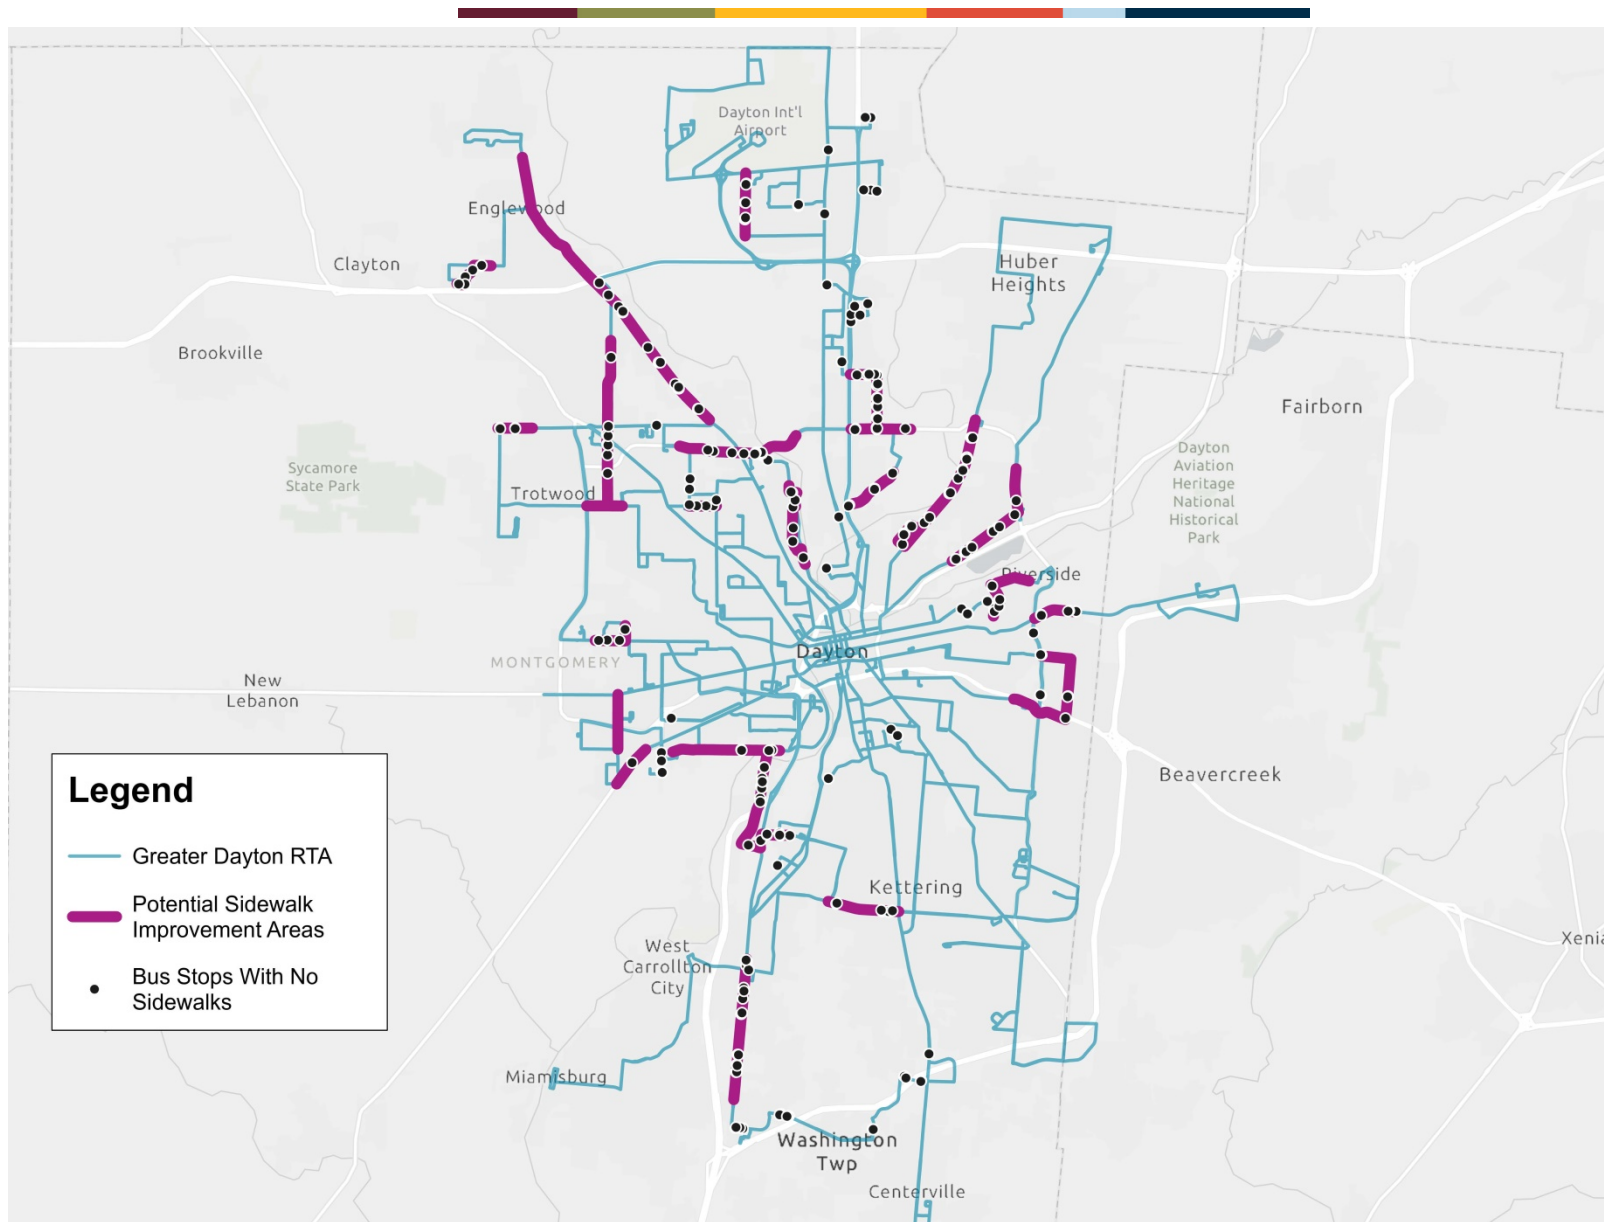 Dayton Int'l
Airport
Englewood
Clayton
Huber
Heights
Brookville
Fairborn
Dayton
Aviation
Heritage
National
Historical
Park
Sycamore
State Park
Trotwood
Riverside
Dayton
MONTGOMERY
New
Lebanon
Beavercreek
Legend
Greater Dayton RTA
Potential Sidewalk
Improvement Areas
Bus Stops With No
Sidewalks
Kettering
West
Carrollton
City
Xenia
Miamisburg
Washington
Twp
Centerville